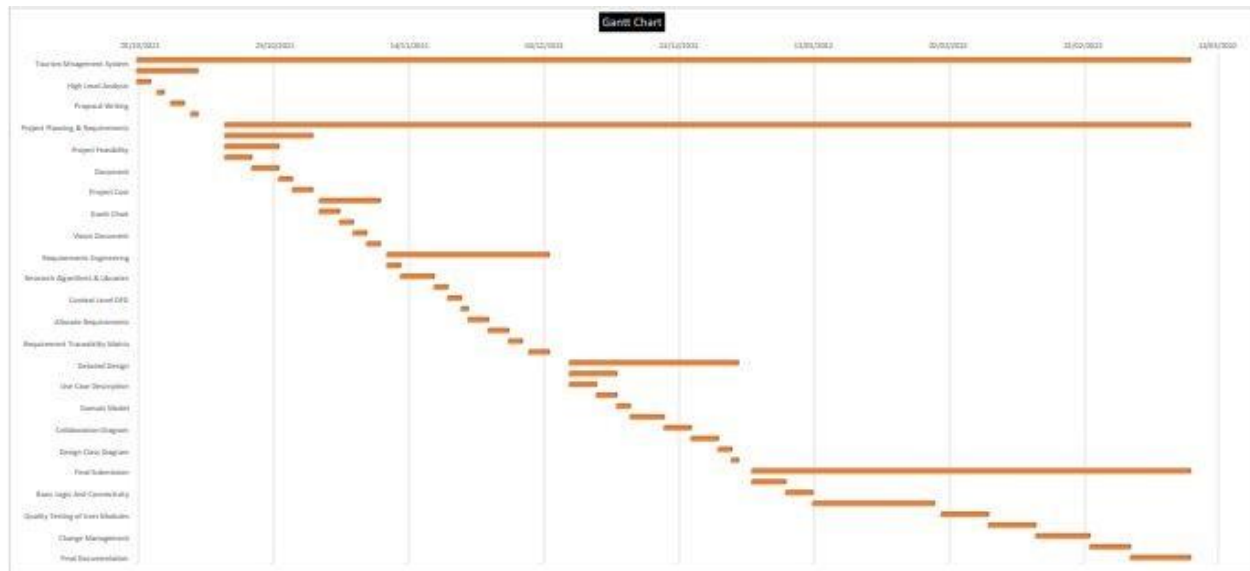 Gantt Chart
Tourism System
High Level Analysis
Proposal Writing
Project Planning & Requirements
Project Feasibility
Document
Project Cost
Gantt Chart
Vision Document
Requirements Engineering
Research Algorithms & Libraries
Context Level DFD
Allocate Requirements
Requirement Traceability Matrix
Detailed Design
Use Case Description
Domain Model
Collaboration Diagram
Design Class Diagram
Final Submission
Basic Logic And Connectivity
Quality Testing of Modules
Change Management
Final Documentation